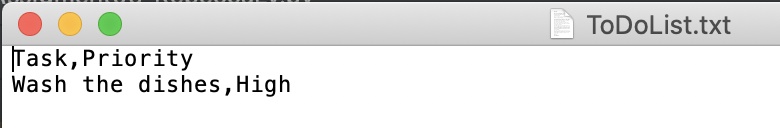 ToDoList.txt
Task,Priority
Wash the dishes,High